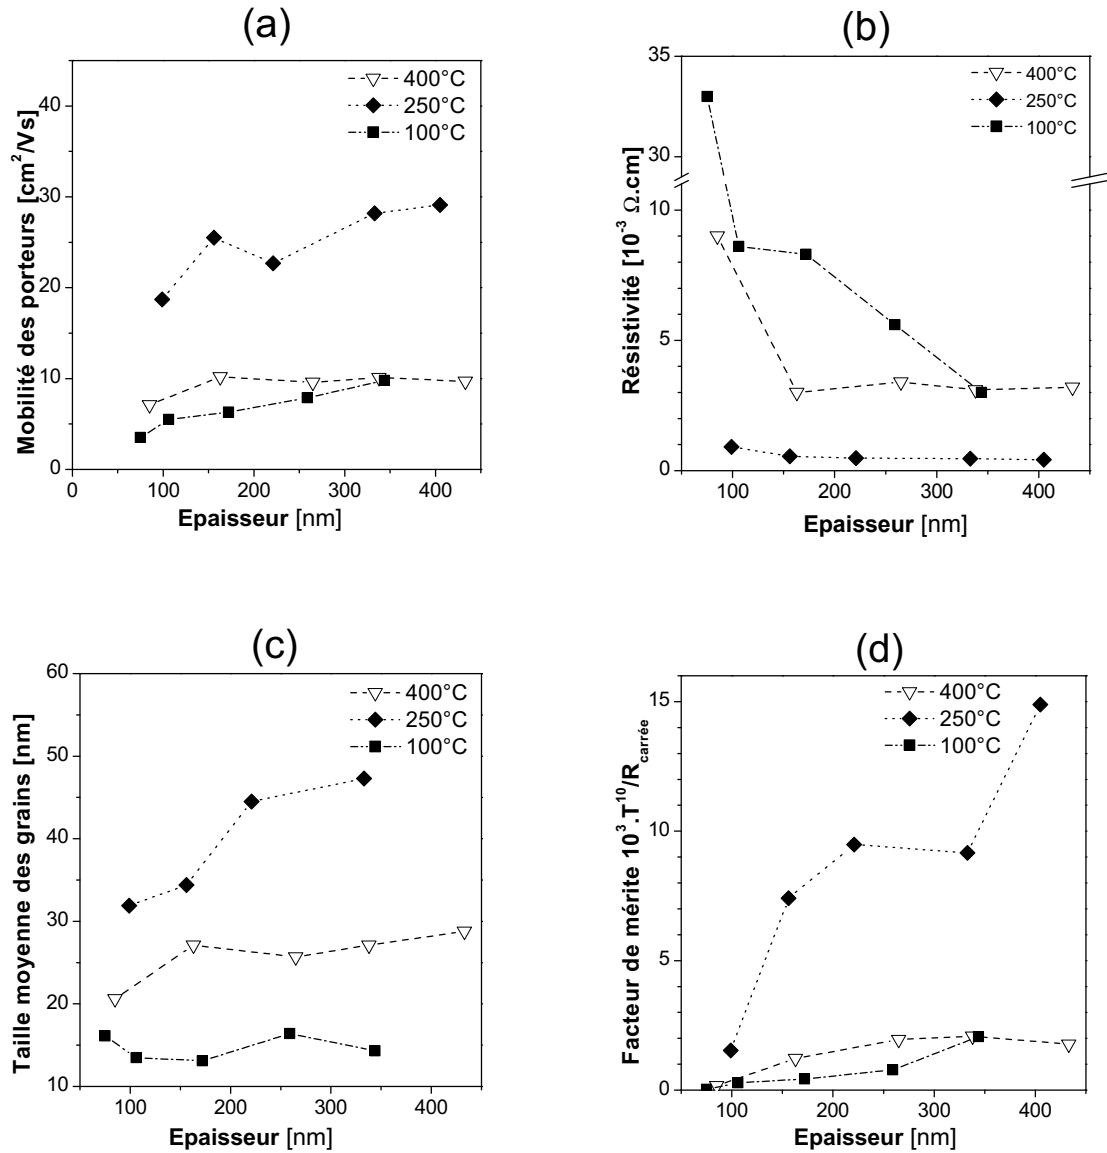 (a)
Mobilité des porteurs [cm²/Vs]
40
30
20
10
0
400°C
250°C
100°C
0 100 200 300 400
Epaisseur [nm]
(b)
Résistivité [10⁻³ Ω.cm]
35
33
10
5
0
400°C
250°C
100°C
100 200 300 400
Epaisseur [nm]
(c)
Taille moyenne des grains [nm]
60
50
40
30
20
10
400°C
250°C
100°C
100 200 300 400
Epaisseur [nm]
(d)
Facteur de mérite 10³.T¹⁰/Rcarrée
15
10
5
0
400°C
250°C
100°C
100 200 300 400
Epaisseur [nm]